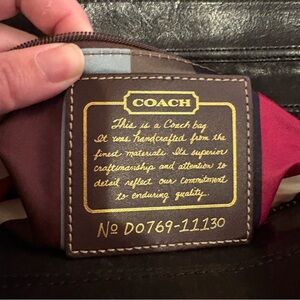 COACH
This is a Coach bag.
It was handcrafted from the
finest materials. Its superior
craftsmanship and attention to
detail reflect our commitment
to enduring quality.
Nº D0769-11130